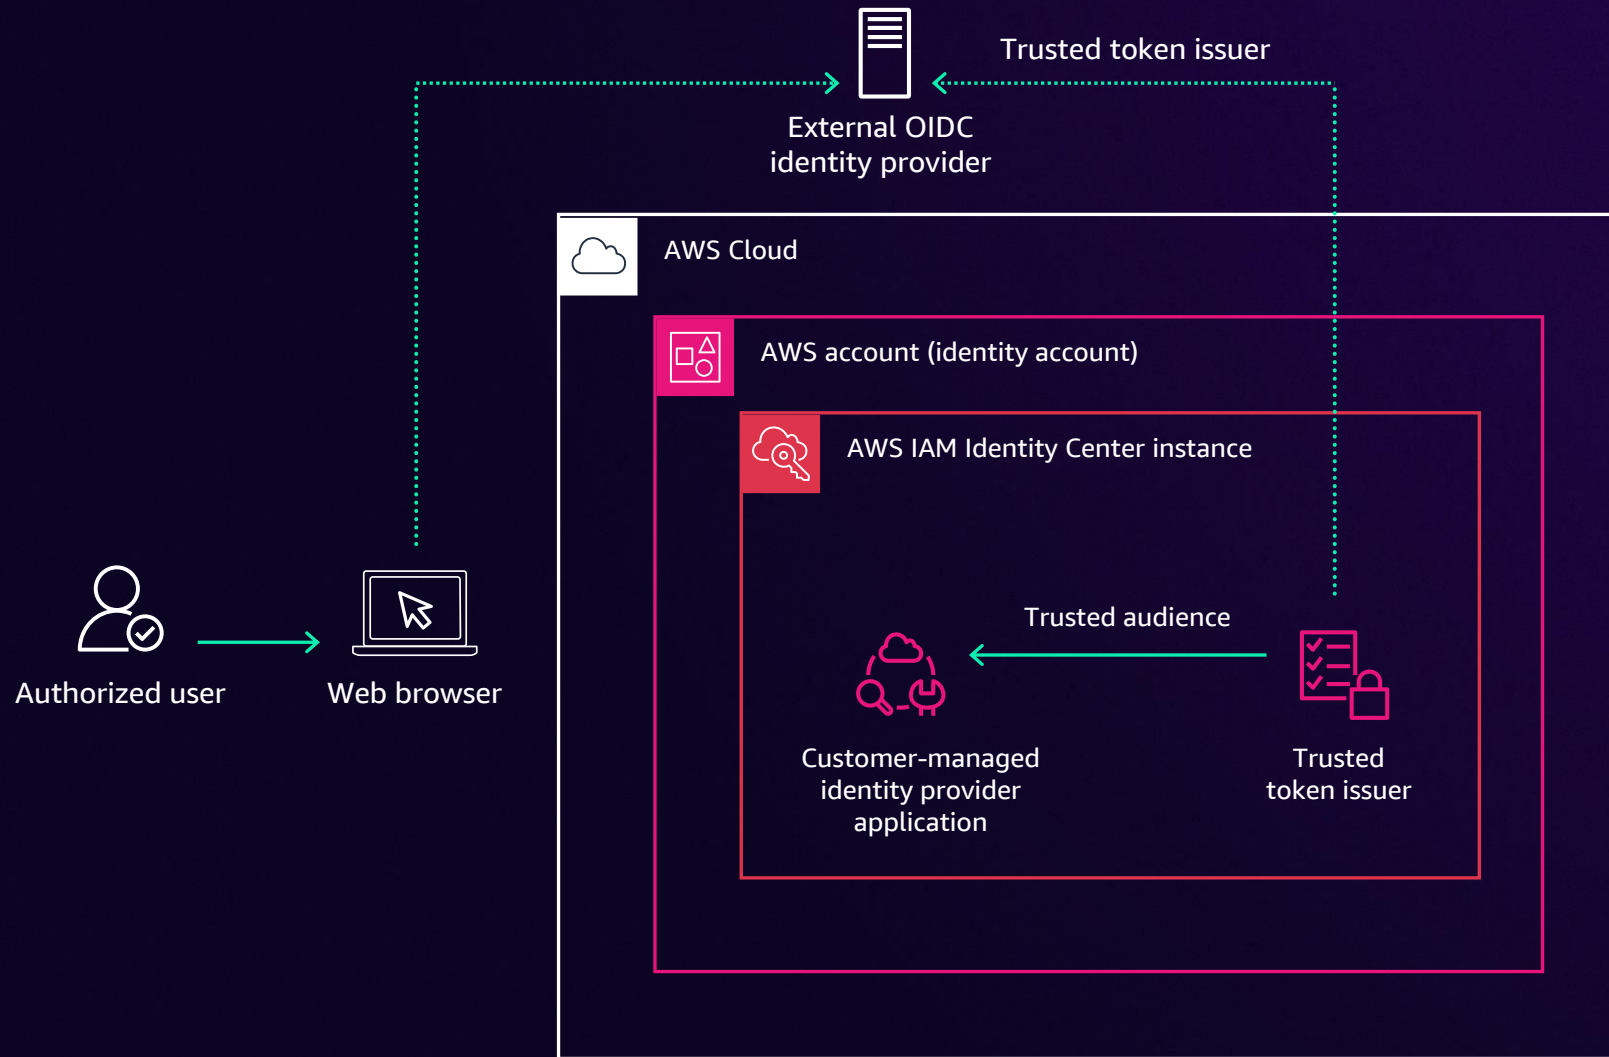 Trusted token issuer
External OIDC
identity provider
AWS Cloud
AWS account (identity account)
AWS IAM Identity Center instance
Trusted audience
Authorized user
Web browser
Customer-managed
identity provider
application
Trusted
token issuer